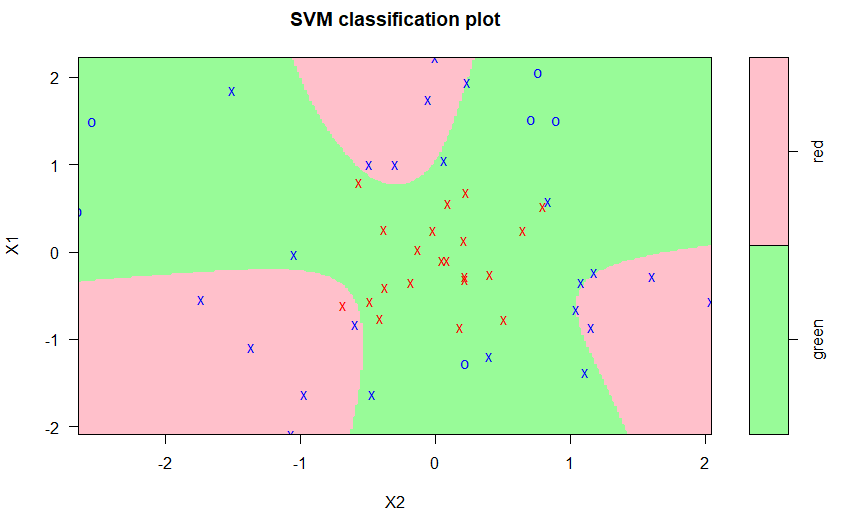 SVM classification plot
2
1
0
-1
-2
X1
-2
-1
0
1
2
X2
red
green